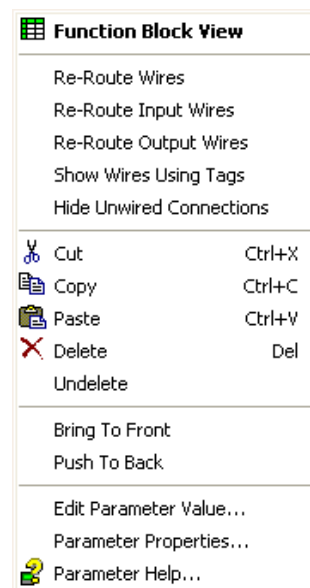 Function Block View
Re-Route Wires
Re-Route Input Wires
Re-Route Output Wires
Show Wires Using Tags
Hide Unwired Connections
Cut Ctrl+X
Copy Ctrl+C
Paste Ctrl+V
Delete Del
Undelete
Bring To Front
Push To Back
Edit Parameter Value...
Parameter Properties...
Parameter Help...